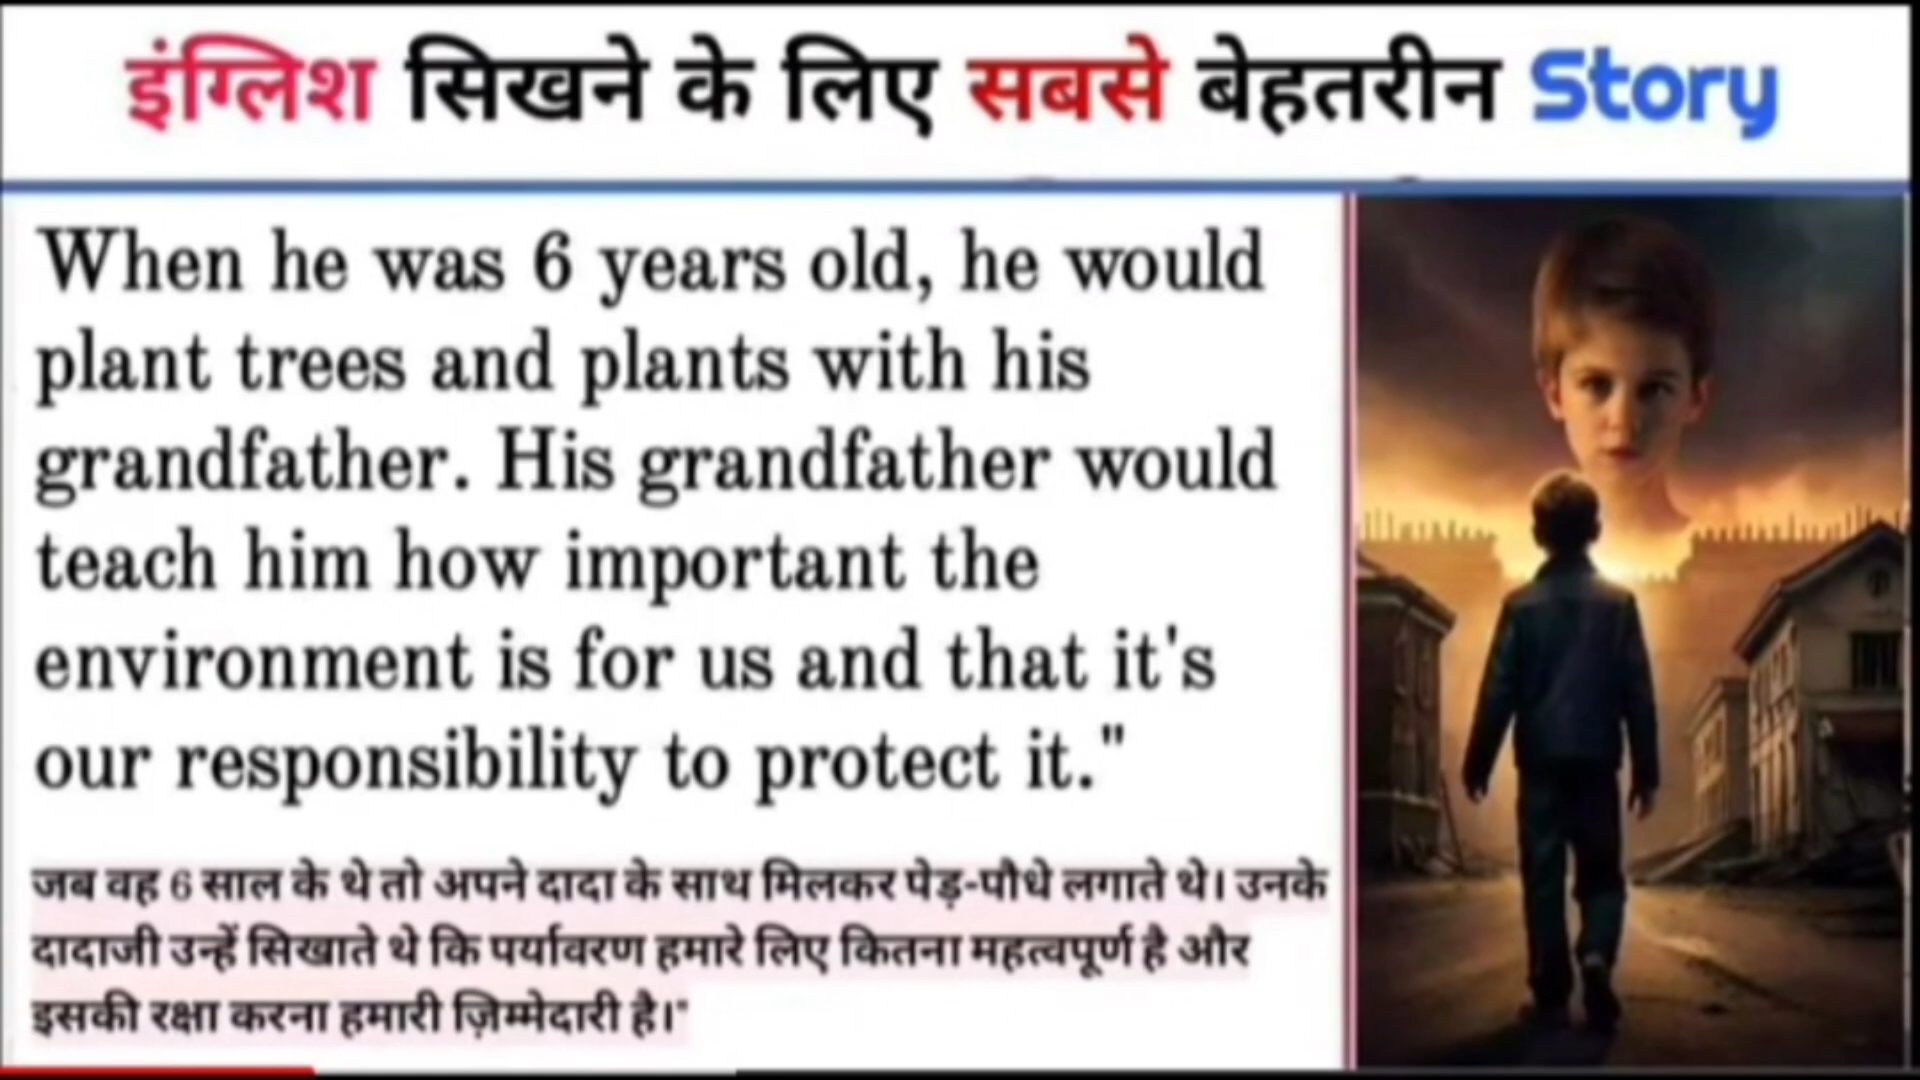 इंग्लिश सिखने के लिए सबसे बेहतरीन Story
When he was 6 years old, he would
plant trees and plants with his
grandfather. His grandfather would
teach him how important the
environment is for us and that it's
our responsibility to protect it."
जब वह 6 साल के थे तो अपने दादा के साथ मिलकर पेड़-पौधे लगाते थे। उनके
दादाजी उन्हें सिखाते थे कि पर्यावरण हमारे लिए कितना महत्वपूर्ण है और
इसकी रक्षा करना हमारी ज़िम्मेदारी है।"